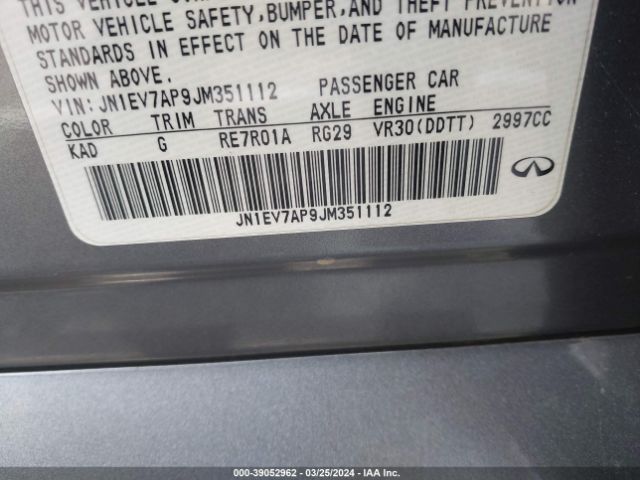 THIS VEHICLE
MOTOR VEHICLE SAFETY, BUMPER, AND THEFT PREVENTION
STANDARDS IN EFFECT ON THE DATE OF MANUFACTURE
SHOWN ABOVE.
VIN: JN1EV7AP9JM351112 PASSENGER CAR
COLOR TRIM TRANS AXLE ENGINE
KAD G RE7R01A RG29 VR30(DDTT) 2997CC
JN1EV7AP9JM351112
000-39052962 / 03/25/2024 - IAA Inc.